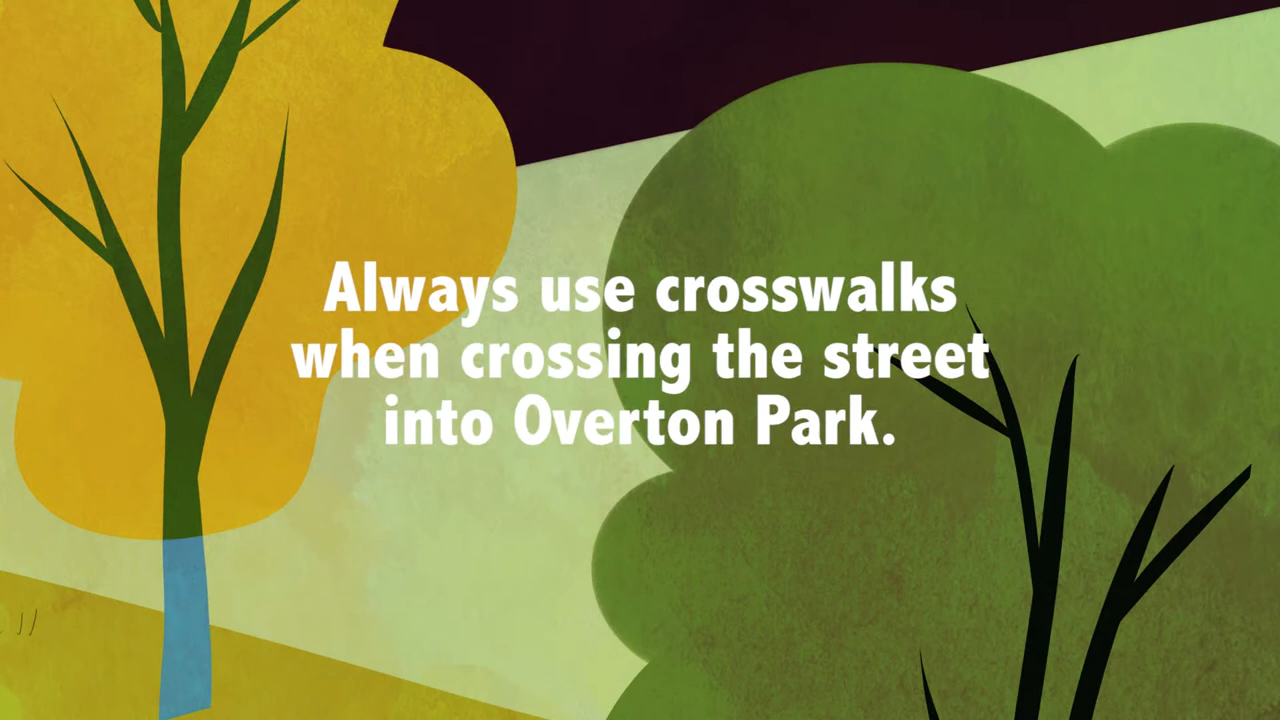 Always use crosswalks
when crossing the street
into Overton Park.